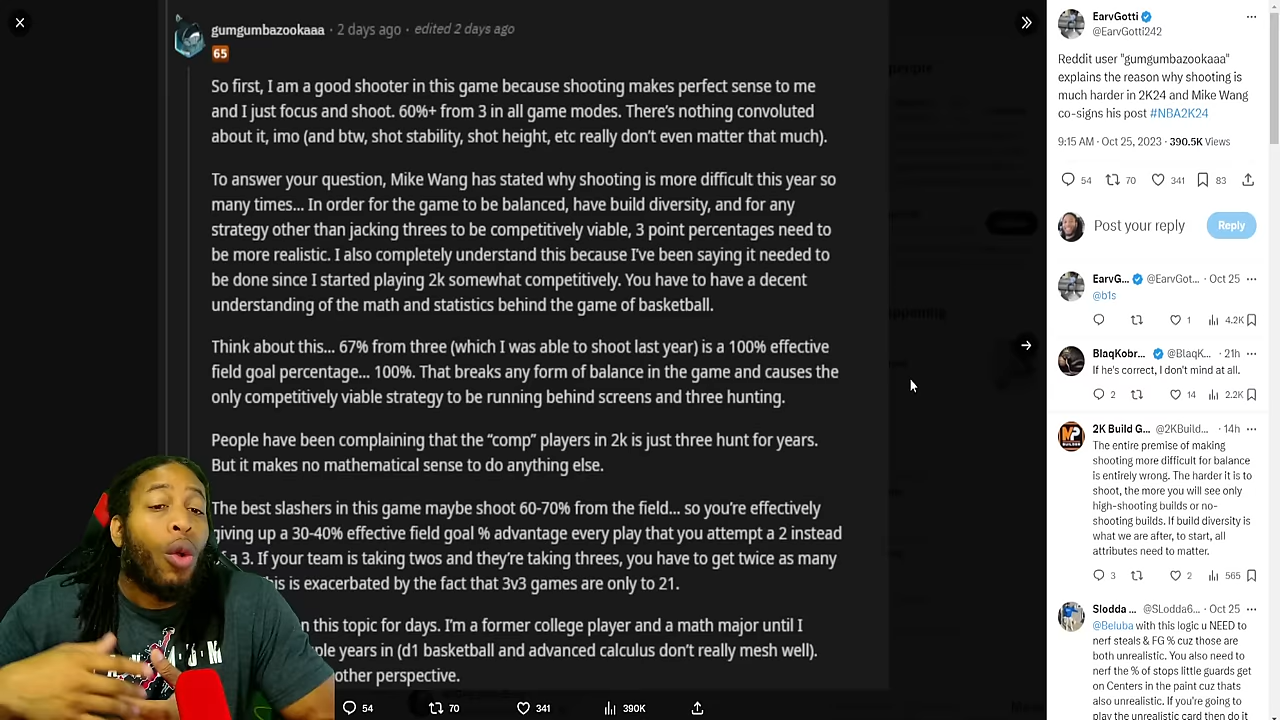 gumgumbazookaaa · 2 days ago · edited 2 days ago
65
So first, I am a good shooter in this game because shooting makes perfect sense to me
and I just focus and shoot. 60%+ from 3 in all game modes. There's nothing convoluted
about it, imo (and btw, shot stability, shot height, etc really don't even matter that much).
To answer your question, Mike Wang has stated why shooting is more difficult this year so
many times... In order for the game to be balanced, have build diversity, and for any
strategy other than jacking threes to be competitively viable, 3 point percentages need to
be more realistic. I also completely understand this because I've been saying it needed to
be done since I started playing 2k somewhat competitively. You have to have a decent
understanding of the math and statistics behind the game of basketball.
Think about this... 67% from three (which I was able to shoot last year) is a 100% effective
field goal percentage... 100%. That breaks any form of balance in the game and causes the
only competitively viable strategy to be running behind screens and three hunting.
People have been complaining that the "comp" players in 2k is just three hunt for years.
But it makes no mathematical sense to do anything else.
The best slashers in this game maybe shoot 60-70% from the field... so you're effectively
giving up a 30-40% effective field goal % advantage every play that you attempt a 2 instead
a 3. If your team is taking twos and they're taking threes, you have to get twice as many
is is exacerbated by the fact that 3v3 games are only to 21.
n this topic for days. I'm a former college player and a math major until I
ple years in (d1 basketball and advanced calculus don't really mesh well).
other perspective.
54 70 341 390K
EarvGotti
@EarvGotti242
Reddit user "gumgumbazookaaa"
explains the reason why shooting is
much harder in 2K24 and Mike Wang
co-signs his post #NBA2K24
9:15 AM · Oct 25, 2023 · 390.5K Views
54 70 341 83
Post your reply Reply
EarvG... @EarvGot... · Oct 25 ...
@b1s
1 4.2K
BlaqKobr... @BlaqK... · 21h ...
If he's correct, I don't mind at all.
2 14 2.2K
2K Build G... @2KBuild... · 14h ...
The entire premise of making
shooting more difficult for balance
is entirely wrong. The harder it is to
shoot, the more you will see only
high-shooting builds or no-
shooting builds. If build diversity is
what we are after, to start, all
attributes need to matter.
3 2 565
Slodda ... @SLodda6... · Oct 25 ...
@Beluba with this logic u NEED to
nerf steals & FG % cuz those are
both unrealistic. You also need to
nerf the % of stops little guards get
on Centers in the paint cuz thats
also unrealistic. If you're going to
play the unrealistic card then do it